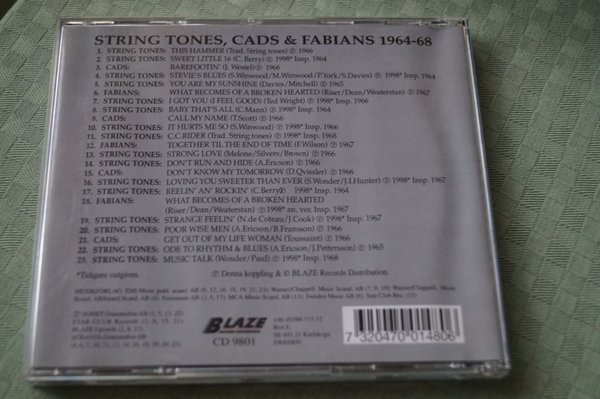 STRING TONES, CADS & FABIANS 1964-68
1. STRING TONES: THIS HAMMER (Trad. String tones) ℗ 1966
2. STRING TONES: SWEET LITTLE 16 (C. Berry) ℗ 1998* Insp. 1964
3. CADS: BAREFOOTIN' (J. Westell) ℗ 1966
4. STRING TONES: STEVIE'S BLUES (S.Winwood/M.Winwood/P.York/S.Davies) ℗ 1998* Insp. 1964
5. STRING TONES: YOU ARE MY SUNSHINE (Davies/Mitchell) ℗ 1965
6. FABIANS: WHAT BECOMES OF A BROKEN HEARTED (Riser/Dean/Weaterstan) ℗ 1967
7. STRING TONES: I GOT YOU (I FEEL GOOD) (Ted Wright) ℗ 1966
8. STRING TONES: BABY THAT'S ALL (C.Mann) ℗ 1998* Insp. 1964
9. CADS: CALL MY NAME (T.Scott) ℗ 1966
10. STRING TONES: IT HURTS ME SO (S.Winwood) ℗ 1998* Insp. 1966
11. STRING TONES: C.C.RIDER (Trad. String tones) ℗ 1998* Insp. 1968
12. FABIANS: TOGETHER TIL THE END OF TIME (F.Wilson) ℗ 1967
13. STRING TONES: STRONG LOVE (Melone/Silvers/Brown) ℗ 1966
14. STRING TONES: DON'T RUN AND HIDE (A.Ericson) ℗ 1966
15. CADS: DON'T KNOW MY TOMORROW (D.Qvissler) ℗ 1966
16. STRING TONES: LOVING YOU SWEETER THAN EVER (S.Wonder/J.Hunter) ℗ 1998* Insp. 1967
17. STRING TONES: REELIN' AN' ROCKIN' (C.Berry℗ 1998* Insp. 1964
18. FABIANS: WHAT BECOMES OF A BROKEN HEARTED
(Riser/Dean/Weaterstan) ℗ 1998* an. ver. Insp. 1967
19. STRING TONES: STRANGE FEELIN' (N.de Coteau/J.Cook) ℗ 1998* Insp. 1966
20. STRING TONES: POOR WISE MEN (A.Ericson/B.Fransson) ℗ 1966
21. CADS: GET OUT OF MY LIFE WOMAN (Toussaint) ℗ 1966
22. STRING TONES: ODE TO RHYTHM & BLUES (A.Ericson/J.Pettersson) ℗ 1965
23. STRING TONES: MUSIC TALK (Wonder/Paul) ℗ 1998* Insp. 1968
*Tidigare outgiven. ℗ Denna koppling & © BLAZE Records Distribution.
BLAZE
CD 9801
7 320470 014806